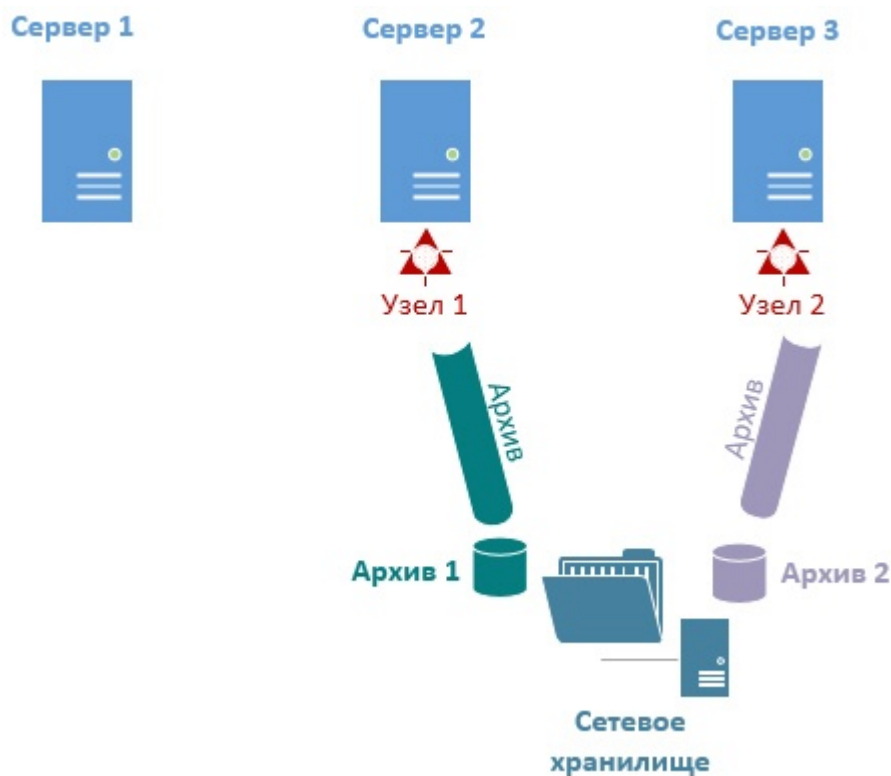 Сервер 1
Сервер 2
Сервер 3
Узел 1
Узел 2
Архив
Архив
Архив 1
Архив 2
Сетевое
хранилище